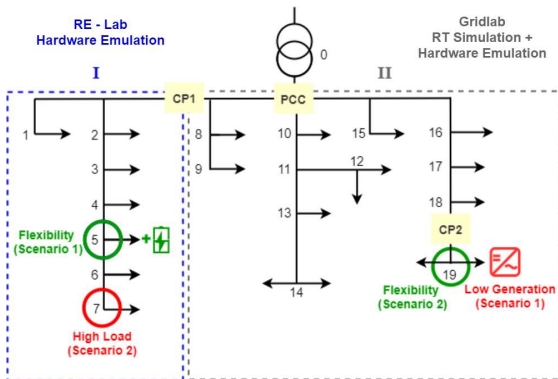 RE - Lab
Hardware Emulation
Gridlab
RT Simulation +
Hardware Emulation
0
I
II
CP1
PCC
1
2
8
10
15
16
3
9
11
12
17
4
13
18
CP2
Flexibility
(Scenario 1)
5
+
6
19
14
Flexibility
(Scenario 2)
Low Generation
(Scenario 1)
7
High Load
(Scenario 2)